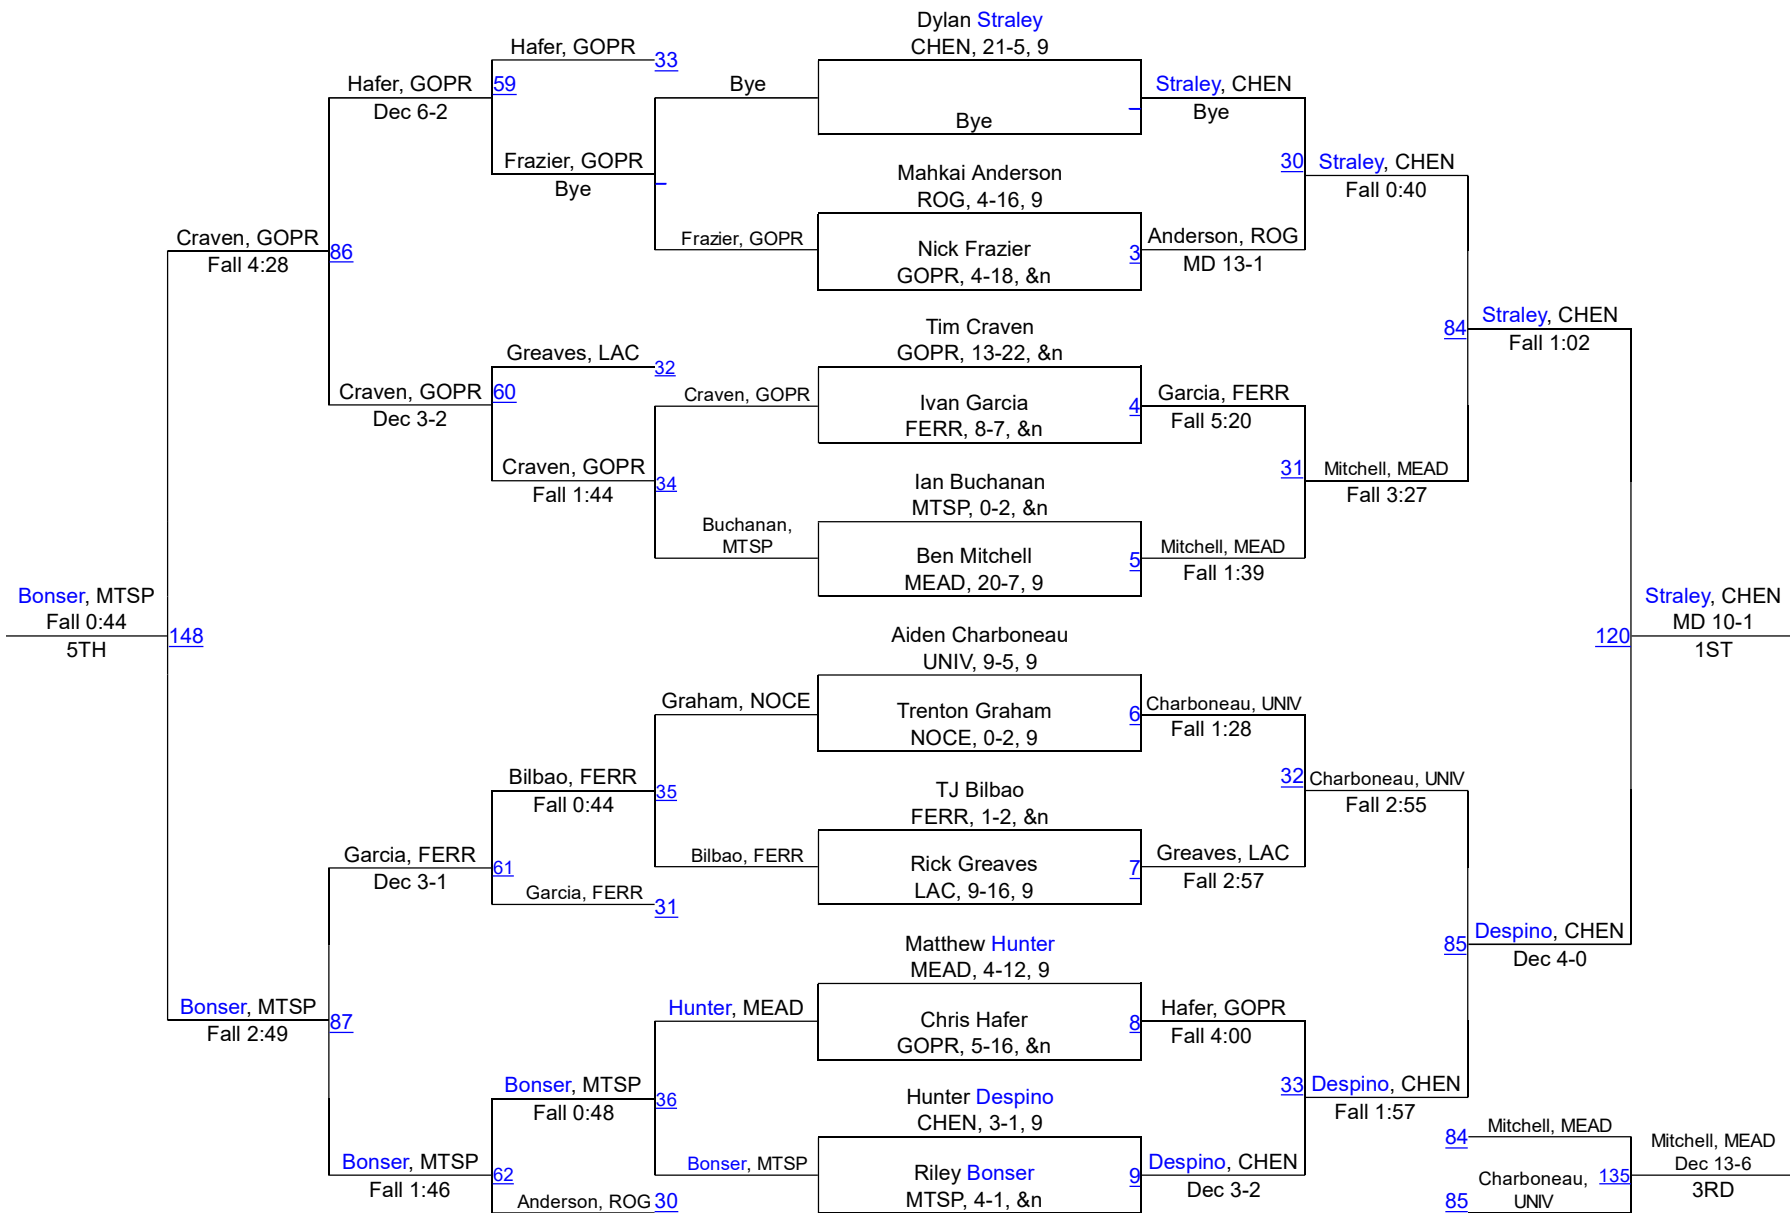 Dylan Straley
CHEN, 21-5, 9
Bye
Mahkai Anderson
ROG, 4-16, 9
Nick Frazier
GOPR, 4-18, &n
3
Tim Craven
GOPR, 13-22, &n
Ivan Garcia
FERR, 8-7, &n
4
Ian Buchanan
MTSP, 0-2, &n
Ben Mitchell
MEAD, 20-7, 9
5
Aiden Charboneau
UNIV, 9-5, 9
Trenton Graham
NOCE, 0-2, 9
6
TJ Bilbao
FERR, 1-2, &n
Rick Greaves
LAC, 9-16, 9
7
Matthew Hunter
MEAD, 4-12, 9
Chris Hafer
GOPR, 5-16, &n
8
Hunter Despino
CHEN, 3-1, 9
Riley Bonser
MTSP, 4-1, &n
9
Straley, CHEN
Bye
30
Anderson, ROG
MD 13-1
Garcia, FERR
Fall 5:20
31
Mitchell, MEAD
Fall 1:39
Charboneau, UNIV
Fall 1:28
32
Greaves, LAC
Fall 2:57
Hafer, GOPR
Fall 4:00
33
Despino, CHEN
Dec 3-2
Straley, CHEN
Fall 0:40
84
Mitchell, MEAD
Fall 3:27
Charboneau, UNIV
Fall 2:55
85
Despino, CHEN
Fall 1:57
Straley, CHEN
Fall 1:02
120
Despino, CHEN
Dec 4-0
Straley, CHEN
MD 10-1
1ST
84
Mitchell, MEAD
85
Charboneau,
UNIV
135
Mitchell, MEAD
Dec 13-6
3RD
Bye
Frazier, GOPR
Craven, GOPR
34
Buchanan,
MTSP
Graham, NOCE
35
Bilbao, FERR
Hunter, MEAD
36
Bonser, MTSP
Hafer, GOPR
33
59
Frazier, GOPR
Bye
Greaves, LAC
32
60
Craven, GOPR
Fall 1:44
Bilbao, FERR
Fall 0:44
61
Garcia, FERR
31
Bonser, MTSP
Fall 0:48
62
Anderson, ROG
30
Hafer, GOPR
Dec 6-2
86
Craven, GOPR
Dec 3-2
Garcia, FERR
Dec 3-1
87
Bonser, MTSP
Fall 1:46
Craven, GOPR
Fall 4:28
148
Bonser, MTSP
Fall 2:49
Bonser, MTSP
Fall 0:44
5TH